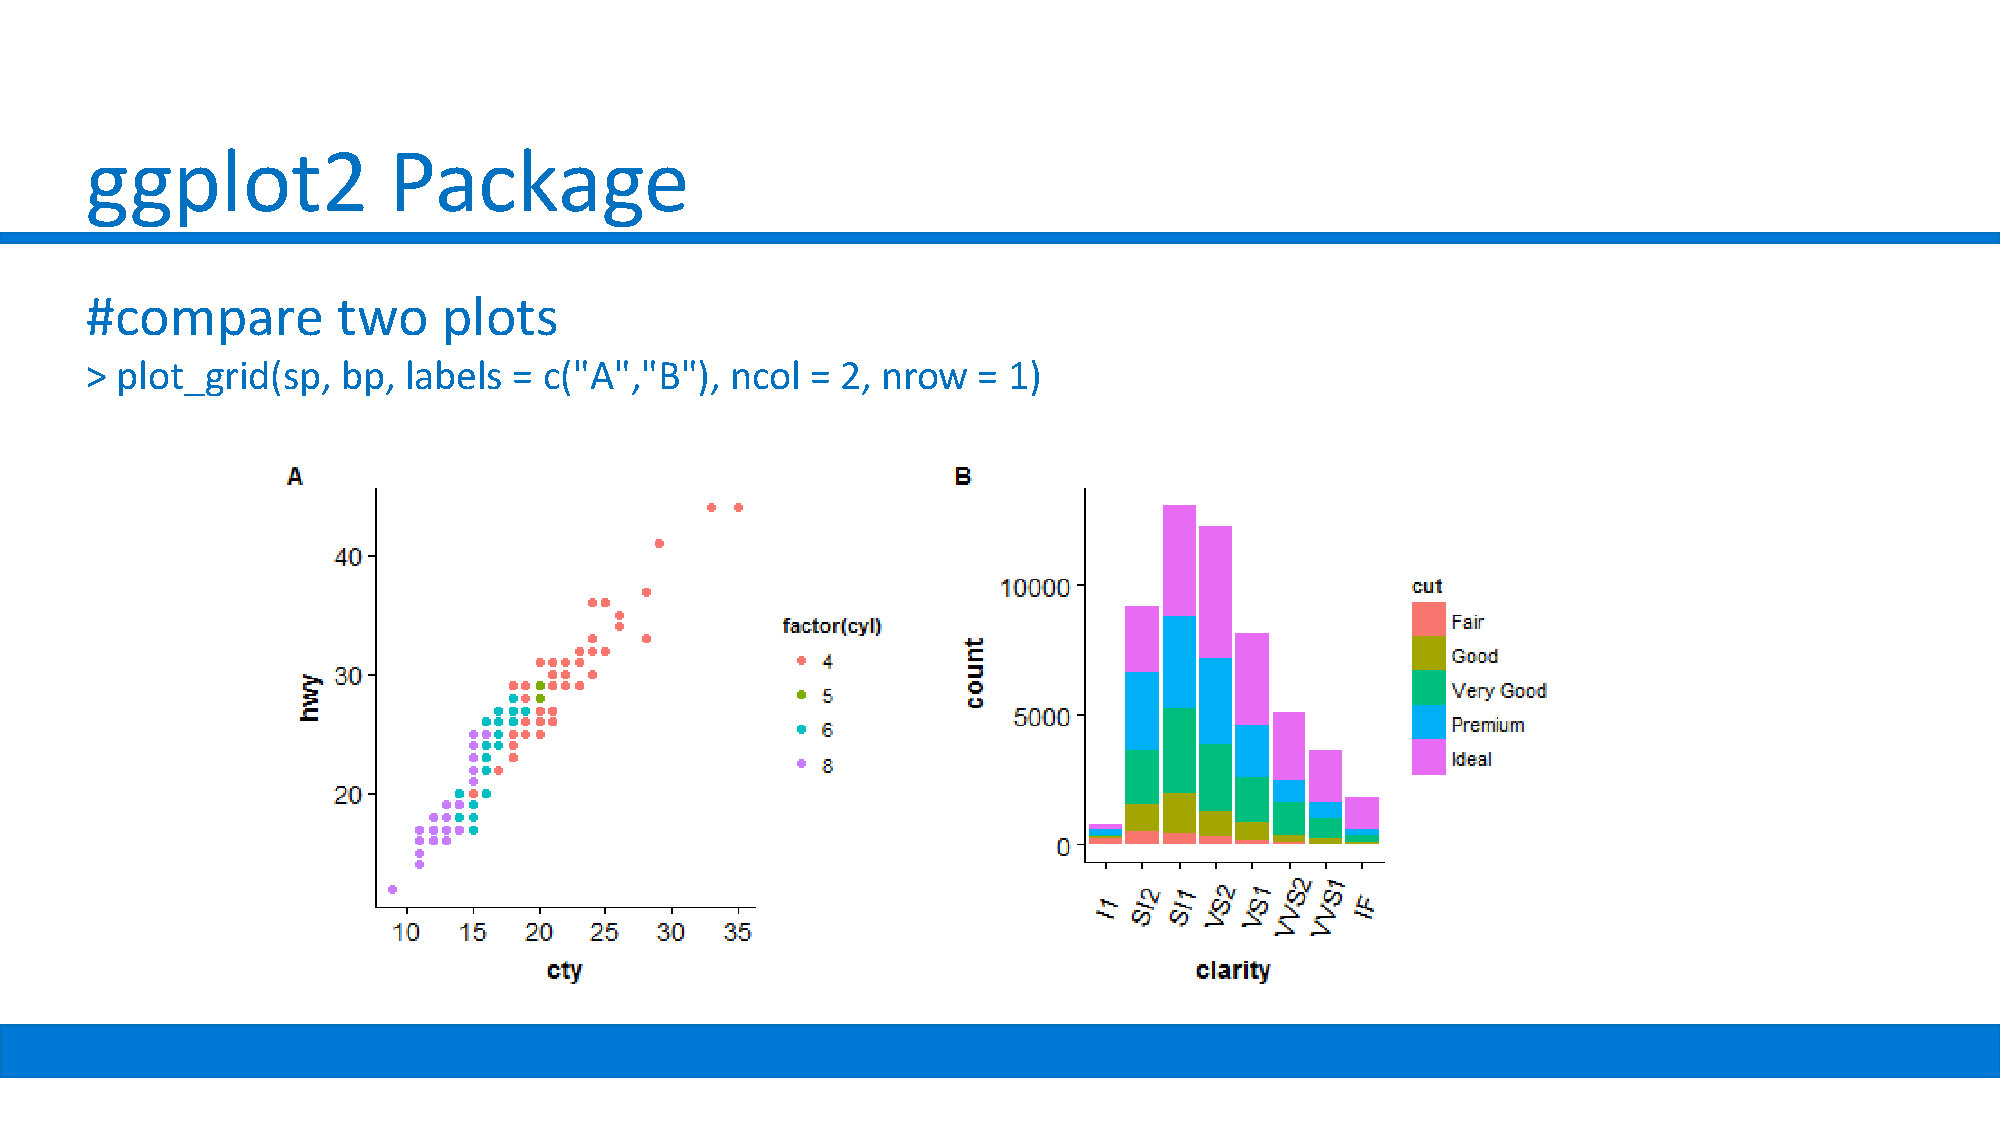 ggplot2 Package
#compare two plots
> plot_grid(sp, bp, labels = c("A","B"), ncol = 2, nrow = 1)
A
hwy
40
30
20
10 15 20 25 30 35
cty
factor(cyl)
4
5
6
8
B
count
10000
5000
0
I1 SI2 SI1 VS2 VS1 VVS2 VVS1 IF
clarity
cut
Fair
Good
Very Good
Premium
Ideal